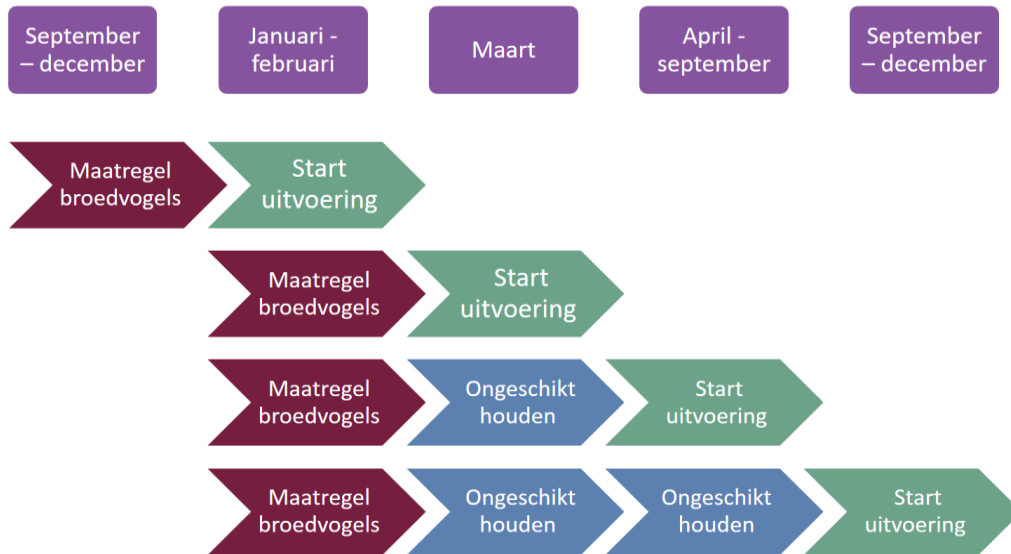 September
– december
Januari -
februari
Maart
April -
september
September
– december
Maatregel
broedvogels
Start
uitvoering
Maatregel
broedvogels
Start
uitvoering
Maatregel
broedvogels
Ongeschikt
houden
Start
uitvoering
Maatregel
broedvogels
Ongeschikt
houden
Ongeschikt
houden
Start
uitvoering